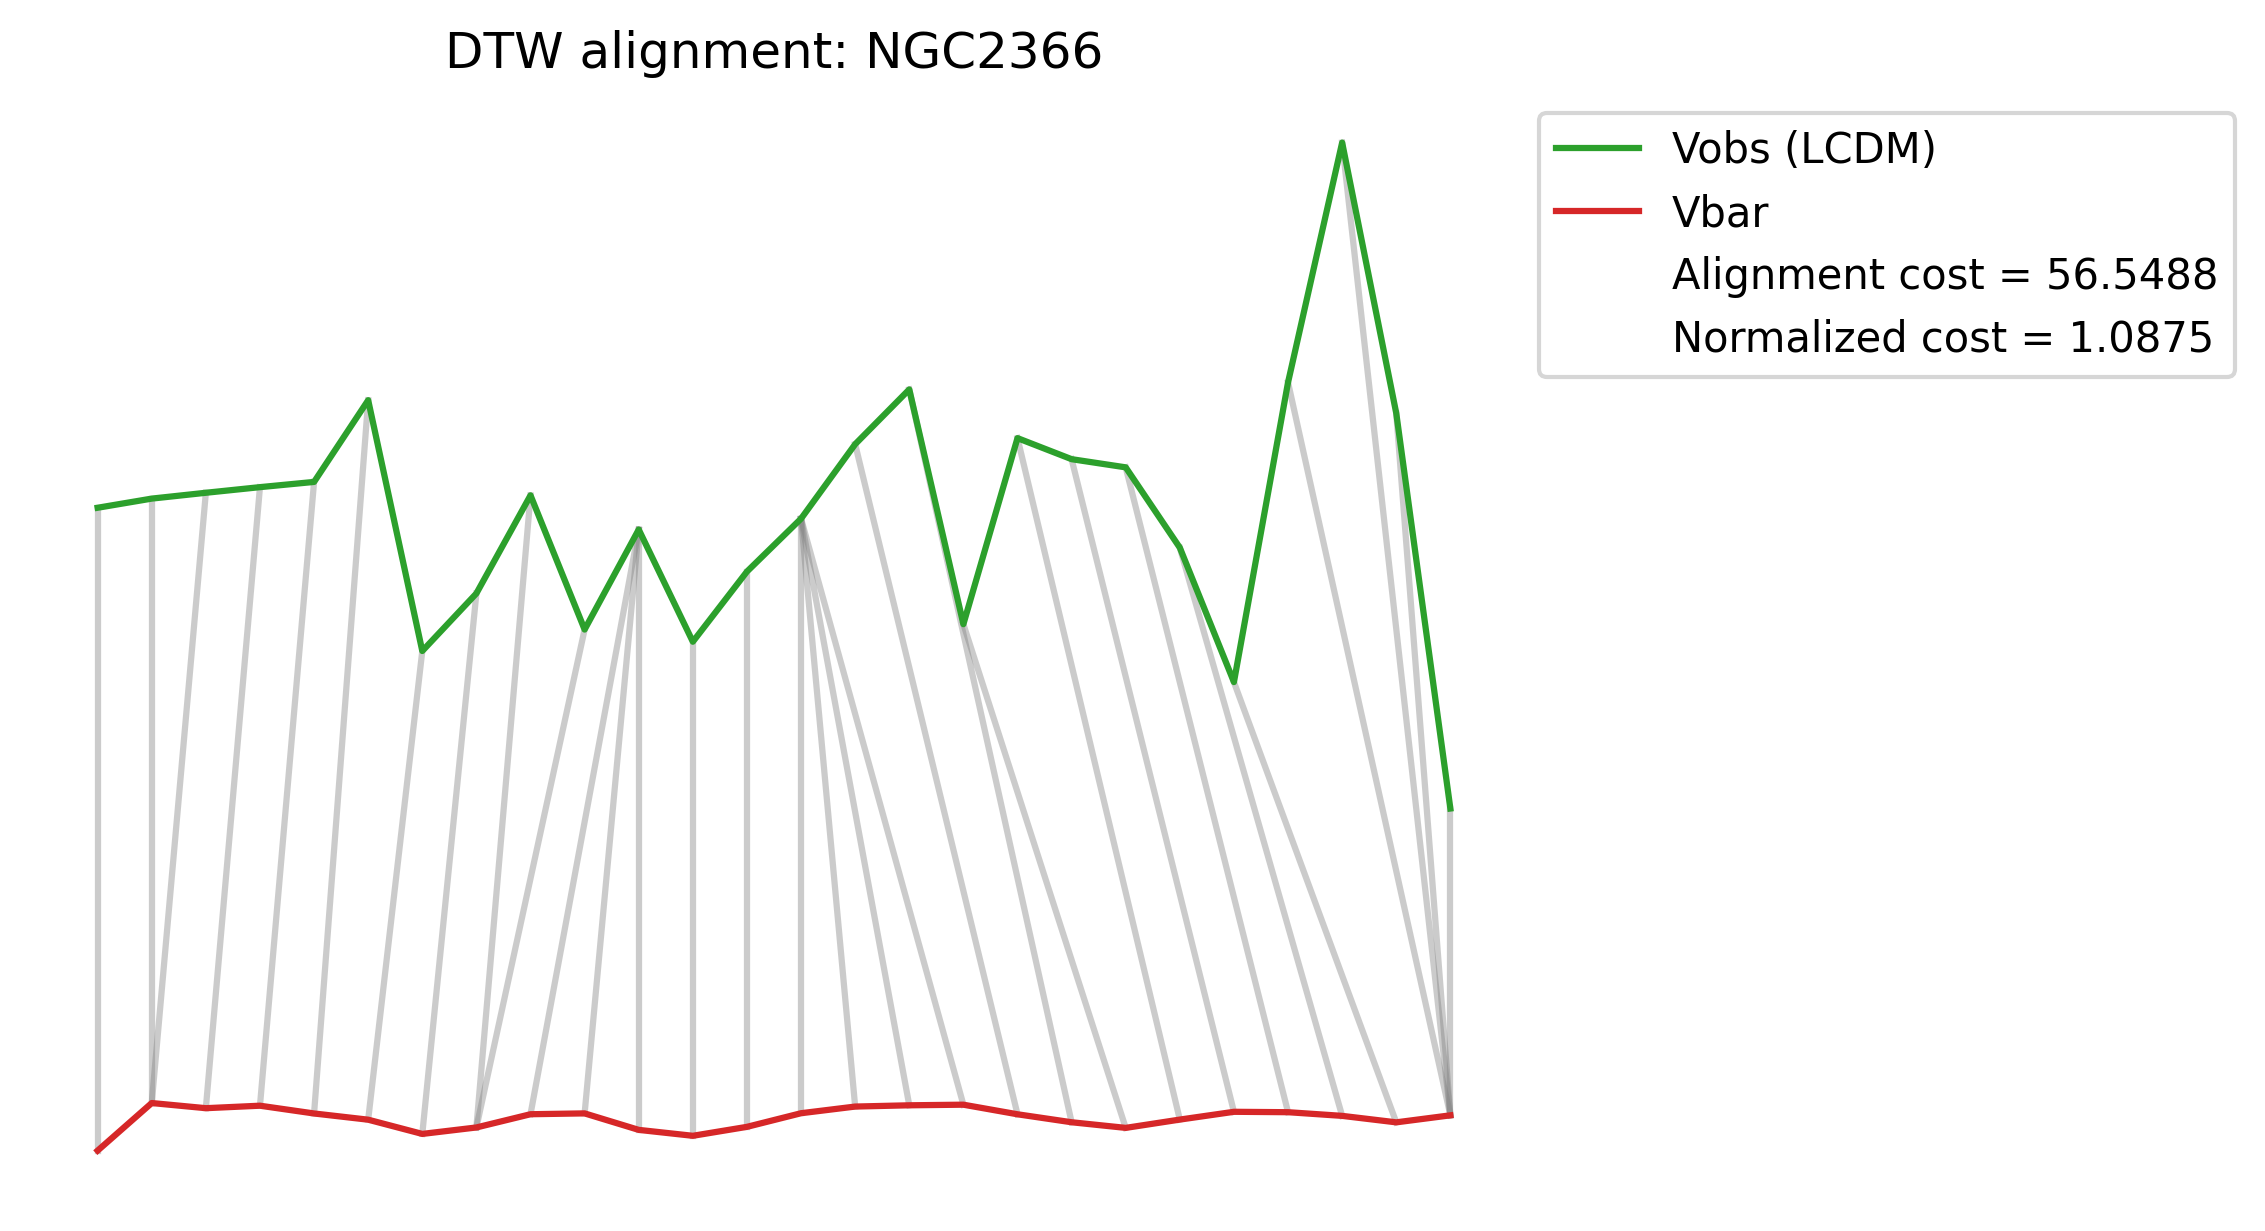 DTW alignment: NGC2366
Vobs (LCDM)
Vbar
Alignment cost = 56.5488
Normalized cost = 1.0875